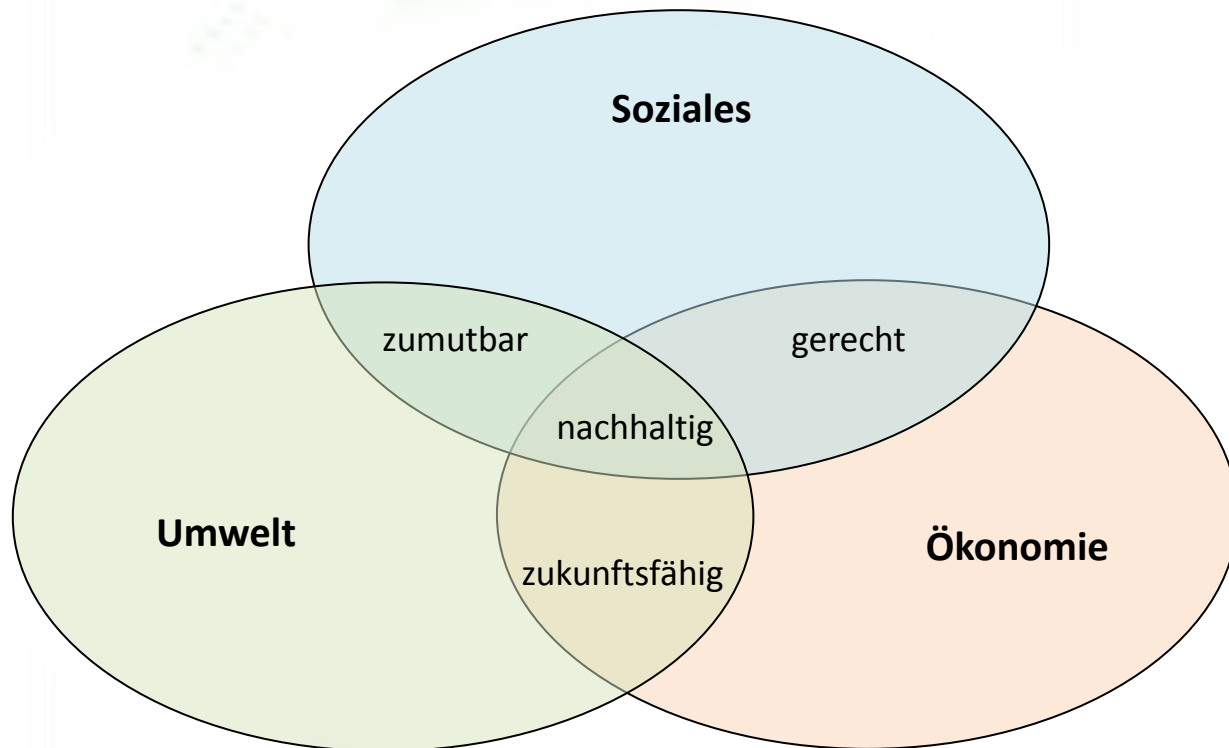 Soziales
zumutbar
gerecht
nachhaltig
Umwelt
Ökonomie
zukunftsfähig